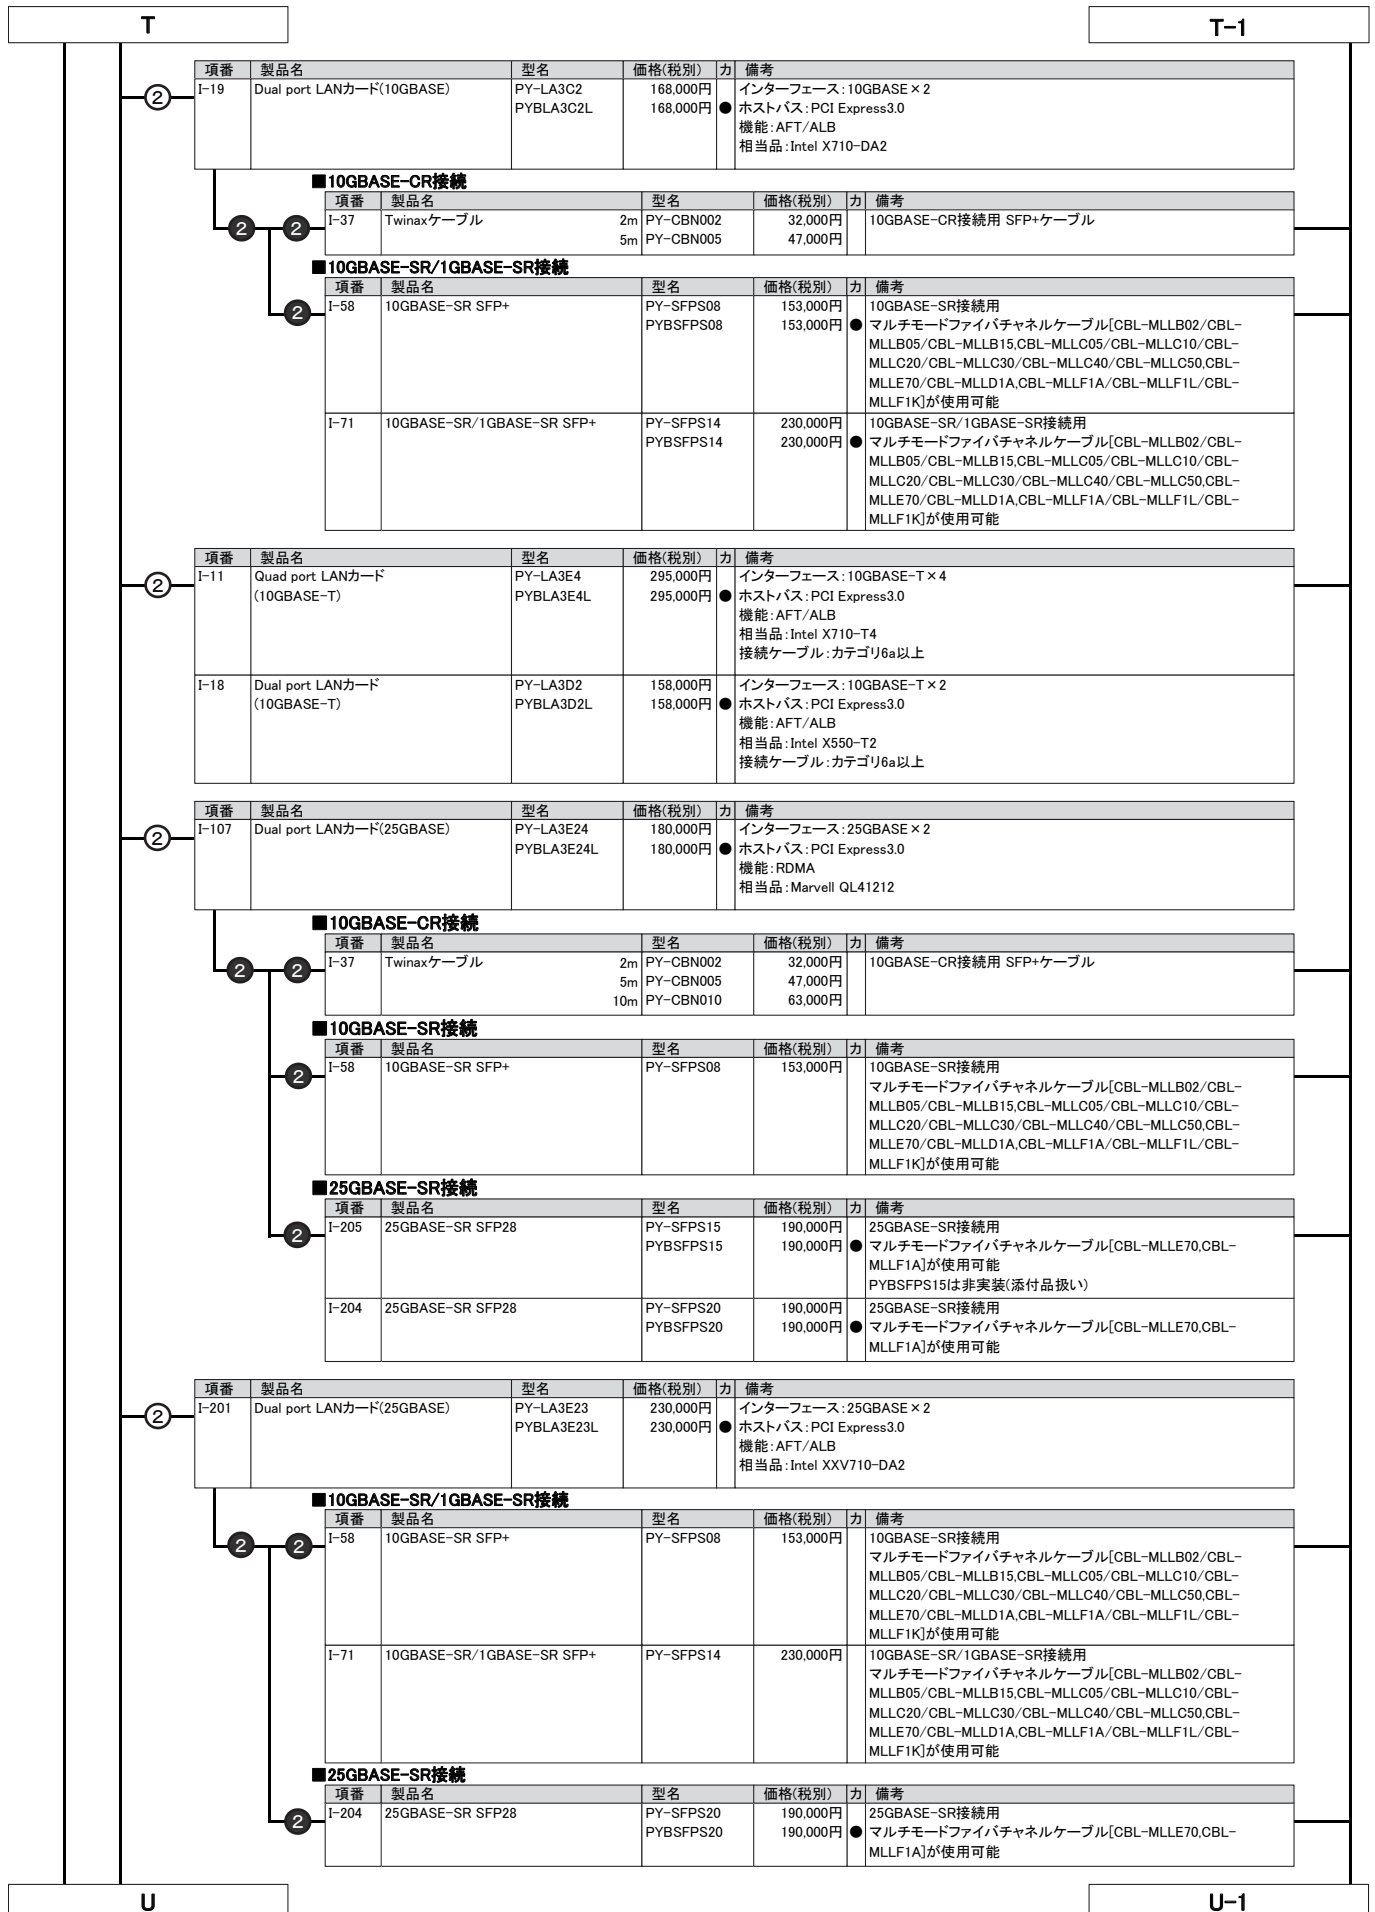 T
T-1
項番 製品名 型名 価格(税別) カ 備考
② I-19 Dual port LANカード(10GBASE) PY-LA3C2 168,000円 インターフェース:10GBASE×2
PYBLA3C2L 168,000円 ● ホストバス:PCI Express3.0
機能:AFT/ALB
相当品:Intel X710-DA2
■10GBASE-CR接続
項番 製品名 型名 価格(税別) カ 備考
2 2 I-37 Twinaxケーブル 2m PY-CBN002 32,000円 10GBASE-CR接続用 SFP+ケーブル
5m PY-CBN005 47,000円
■10GBASE-SR/1GBASE-SR接続
項番 製品名 型名 価格(税別) カ 備考
2 I-58 10GBASE-SR SFP+ PY-SFPS08 153,000円 10GBASE-SR接続用
PYBSFPS08 153,000円 ● マルチモードファイバチャネルケーブル[CBL-MLLB02/CBL-
MLLB05/CBL-MLLB15,CBL-MLLC05/CBL-MLLC10/CBL-
MLLC20/CBL-MLLC30/CBL-MLLC40/CBL-MLLC50,CBL-
MLLE70/CBL-MLLD1A,CBL-MLLF1A/CBL-MLLF1L/CBL-
MLLF1K]が使用可能
I-71 10GBASE-SR/1GBASE-SR SFP+ PY-SFPS14 230,000円 10GBASE-SR/1GBASE-SR接続用
PYBSFPS14 230,000円 ● マルチモードファイバチャネルケーブル[CBL-MLLB02/CBL-
MLLB05/CBL-MLLB15,CBL-MLLC05/CBL-MLLC10/CBL-
MLLC20/CBL-MLLC30/CBL-MLLC40/CBL-MLLC50,CBL-
MLLE70/CBL-MLLD1A,CBL-MLLF1A/CBL-MLLF1L/CBL-
MLLF1K]が使用可能
項番 製品名 型名 価格(税別) カ 備考
② I-11 Quad port LANカード PY-LA3E4 295,000円 インターフェース:10GBASE-T×4
(10GBASE-T) PYBLA3E4L 295,000円 ● ホストバス:PCI Express3.0
機能:AFT/ALB
相当品:Intel X710-T4
接続ケーブル:カテゴリ6a以上
I-18 Dual port LANカード PY-LA3D2 158,000円 インターフェース:10GBASE-T×2
(10GBASE-T) PYBLA3D2L 158,000円 ● ホストバス:PCI Express3.0
機能:AFT/ALB
相当品:Intel X550-T2
接続ケーブル:カテゴリ6a以上
項番 製品名 型名 価格(税別) カ 備考
② I-107 Dual port LANカード(25GBASE) PY-LA3E24 180,000円 インターフェース:25GBASE×2
PYBLA3E24L 180,000円 ● ホストバス:PCI Express3.0
機能:RDMA
相当品:Marvell QL41212
■10GBASE-CR接続
項番 製品名 型名 価格(税別) カ 備考
2 2 I-37 Twinaxケーブル 2m PY-CBN002 32,000円 10GBASE-CR接続用 SFP+ケーブル
5m PY-CBN005 47,000円
10m PY-CBN010 63,000円
■10GBASE-SR接続
項番 製品名 型名 価格(税別) カ 備考
2 I-58 10GBASE-SR SFP+ PY-SFPS08 153,000円 10GBASE-SR接続用
マルチモードファイバチャネルケーブル[CBL-MLLB02/CBL-
MLLB05/CBL-MLLB15,CBL-MLLC05/CBL-MLLC10/CBL-
MLLC20/CBL-MLLC30/CBL-MLLC40/CBL-MLLC50,CBL-
MLLE70/CBL-MLLD1A,CBL-MLLF1A/CBL-MLLF1L/CBL-
MLLF1K]が使用可能
■25GBASE-SR接続
項番 製品名 型名 価格(税別) カ 備考
2 I-205 25GBASE-SR SFP28 PY-SFPS15 190,000円 25GBASE-SR接続用
PYBSFPS15 190,000円 ● マルチモードファイバチャネルケーブル[CBL-MLLE70,CBL-
MLLF1A]が使用可能
PYBSFPS15は非実装(添付品扱い)
I-204 25GBASE-SR SFP28 PY-SFPS20 190,000円 25GBASE-SR接続用
PYBSFPS20 190,000円 ● マルチモードファイバチャネルケーブル[CBL-MLLE70,CBL-
MLLF1A]が使用可能
項番 製品名 型名 価格(税別) カ 備考
② I-201 Dual port LANカード(25GBASE) PY-LA3E23 230,000円 インターフェース:25GBASE×2
PYBLA3E23L 230,000円 ● ホストバス:PCI Express3.0
機能:AFT/ALB
相当品:Intel XXV710-DA2
■10GBASE-SR/1GBASE-SR接続
項番 製品名 型名 価格(税別) カ 備考
2 2 I-58 10GBASE-SR SFP+ PY-SFPS08 153,000円 10GBASE-SR接続用
マルチモードファイバチャネルケーブル[CBL-MLLB02/CBL-
MLLB05/CBL-MLLB15,CBL-MLLC05/CBL-MLLC10/CBL-
MLLC20/CBL-MLLC30/CBL-MLLC40/CBL-MLLC50,CBL-
MLLE70/CBL-MLLD1A,CBL-MLLF1A/CBL-MLLF1L/CBL-
MLLF1K]が使用可能
I-71 10GBASE-SR/1GBASE-SR SFP+ PY-SFPS14 230,000円 10GBASE-SR/1GBASE-SR接続用
マルチモードファイバチャネルケーブル[CBL-MLLB02/CBL-
MLLB05/CBL-MLLB15,CBL-MLLC05/CBL-MLLC10/CBL-
MLLC20/CBL-MLLC30/CBL-MLLC40/CBL-MLLC50,CBL-
MLLE70/CBL-MLLD1A,CBL-MLLF1A/CBL-MLLF1L/CBL-
MLLF1K]が使用可能
■25GBASE-SR接続
項番 製品名 型名 価格(税別) カ 備考
2 I-204 25GBASE-SR SFP28 PY-SFPS20 190,000円 25GBASE-SR接続用
PYBSFPS20 190,000円 ● マルチモードファイバチャネルケーブル[CBL-MLLE70,CBL-
MLLF1A]が使用可能
U
U-1